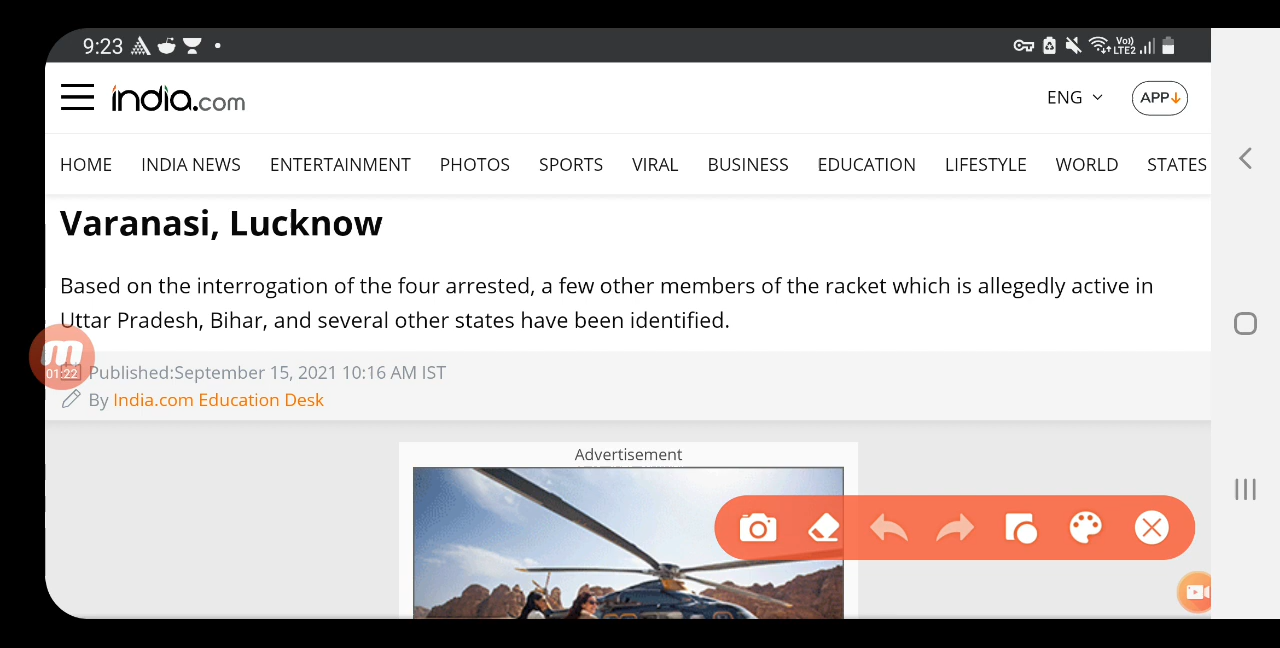 9:23
Vo)) LTE2
india.com
ENG
APP
HOME INDIA NEWS ENTERTAINMENT PHOTOS SPORTS VIRAL BUSINESS EDUCATION LIFESTYLE WORLD STATES
Varanasi, Lucknow
Based on the interrogation of the four arrested, a few other members of the racket which is allegedly active in
Uttar Pradesh, Bihar, and several other states have been identified.
01:22
Published:September 15, 2021 10:16 AM IST
By India.com Education Desk
Advertisement